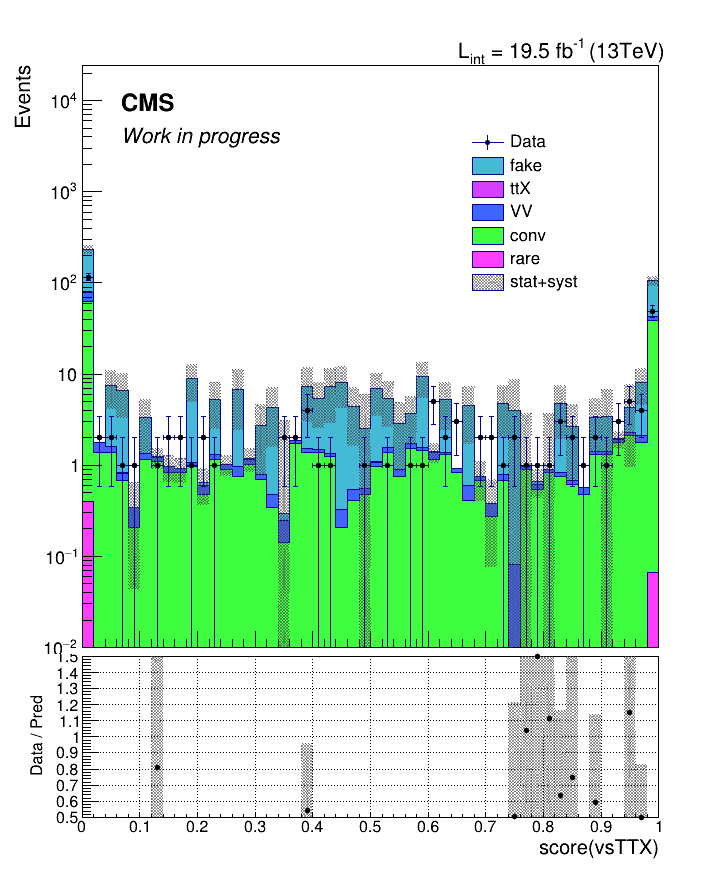 L_int = 19.5 fb^-1 (13TeV)
Events
CMS
Work in progress
Data
fake
ttX
VV
conv
rare
stat+syst
10^4
10^3
10^2
10
1
10^-1
10^-2
Data / Pred
1.5
1.4
1.3
1.2
1.1
1
0.9
0.8
0.7
0.6
0.5
0 0.1 0.2 0.3 0.4 0.5 0.6 0.7 0.8 0.9 1
score(vsTTX)